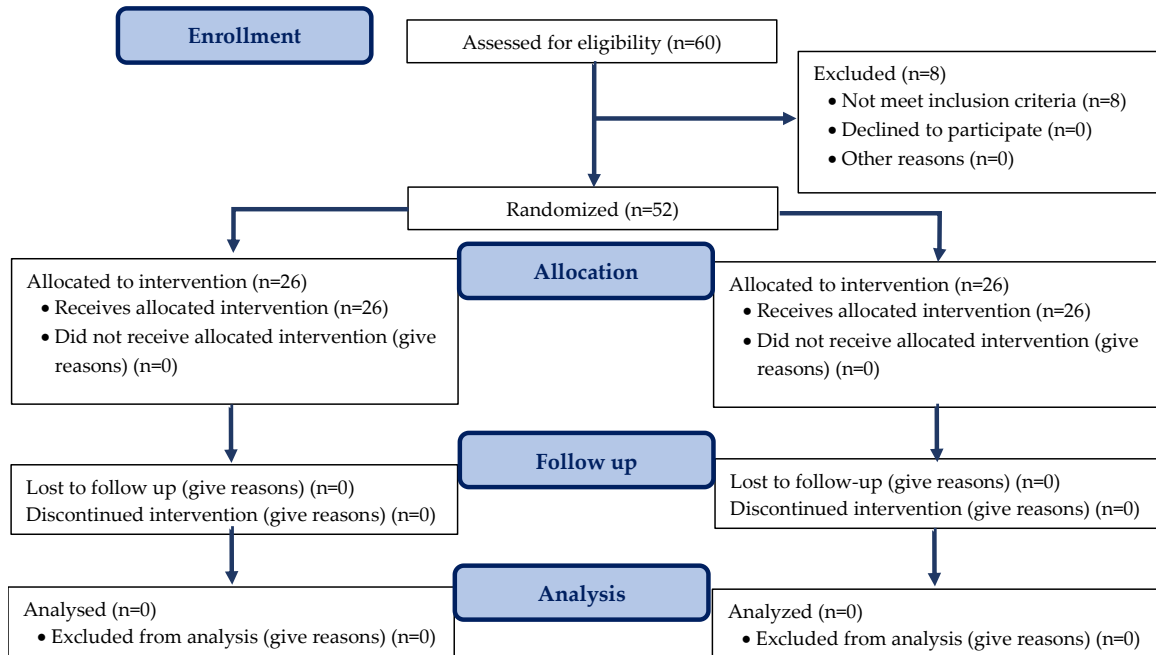 Enrollment
Assessed for eligibility (n=60)
Excluded (n=8)
• Not meet inclusion criteria (n=8)
• Declined to participate (n=0)
• Other reasons (n=0)
Randomized (n=52)
Allocation
Allocated to intervention (n=26)
• Receives allocated intervention (n=26)
• Did not receive allocated intervention (give
reasons) (n=0)
Allocated to intervention (n=26)
• Receives allocated intervention (n=26)
• Did not receive allocated intervention (give
reasons) (n=0)
Follow up
Lost to follow up (give reasons) (n=0)
Discontinued intervention (give reasons) (n=0)
Lost to follow-up (give reasons) (n=0)
Discontinued intervention (give reasons) (n=0)
Analysis
Analysed (n=0)
• Excluded from analysis (give reasons) (n=0)
Analyzed (n=0)
• Excluded from analysis (give reasons) (n=0)